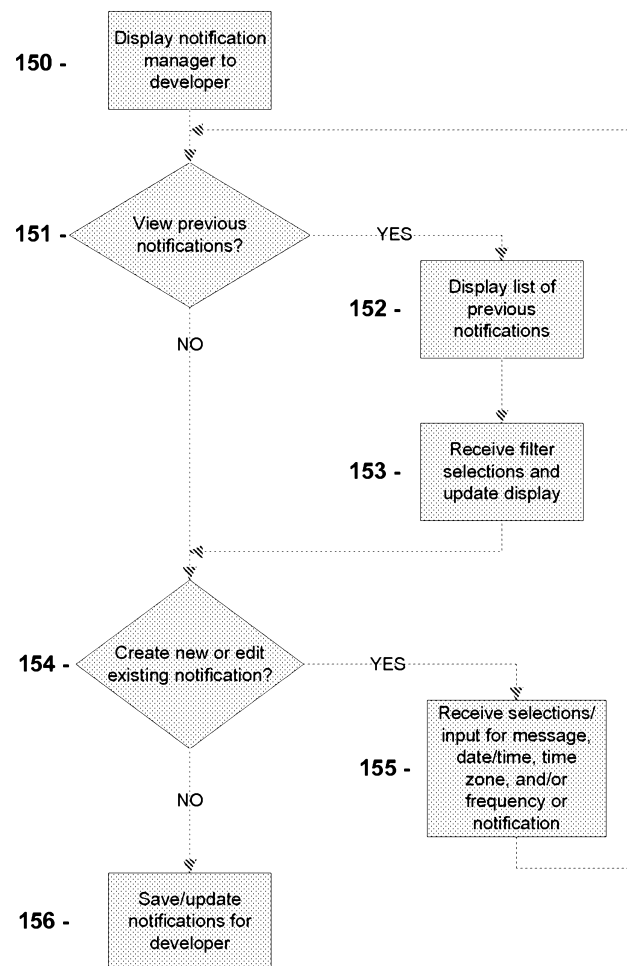 150 -
Display notification
manager to
developer
151 -
View previous
notifications?
YES
NO
152 -
Display list of
previous
notifications
153 -
Receive filter
selections and
update display
154 -
Create new or edit
existing notification?
YES
NO
155 -
Receive selections/
input for message,
date/time, time
zone, and/or
frequency or
notification
156 -
Save/update
notifications for
developer